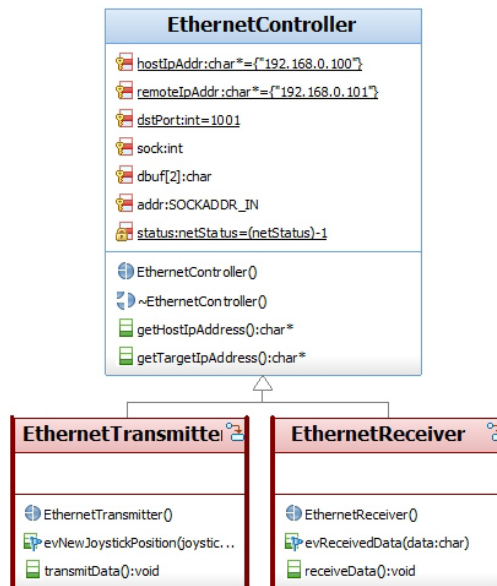 EthernetController
hostIpAddr:char*={"192.168.0.100"}
remoteIpAddr:char*={"192.168.0.101"}
dstPort:int=1001
sock:int
dbuf[2]:char
addr:SOCKADDR_IN
status:netStatus=(netStatus)-1
EthernetController()
~EthernetController()
getHostIpAddress():char*
getTargetIpAddress():char*
EthernetTransmitter
EthernetTransmitter()
evNewJoystickPosition(joystic...
transmitData():void
EthernetReceiver
EthernetReceiver()
evReceivedData(data:char)
receiveData():void